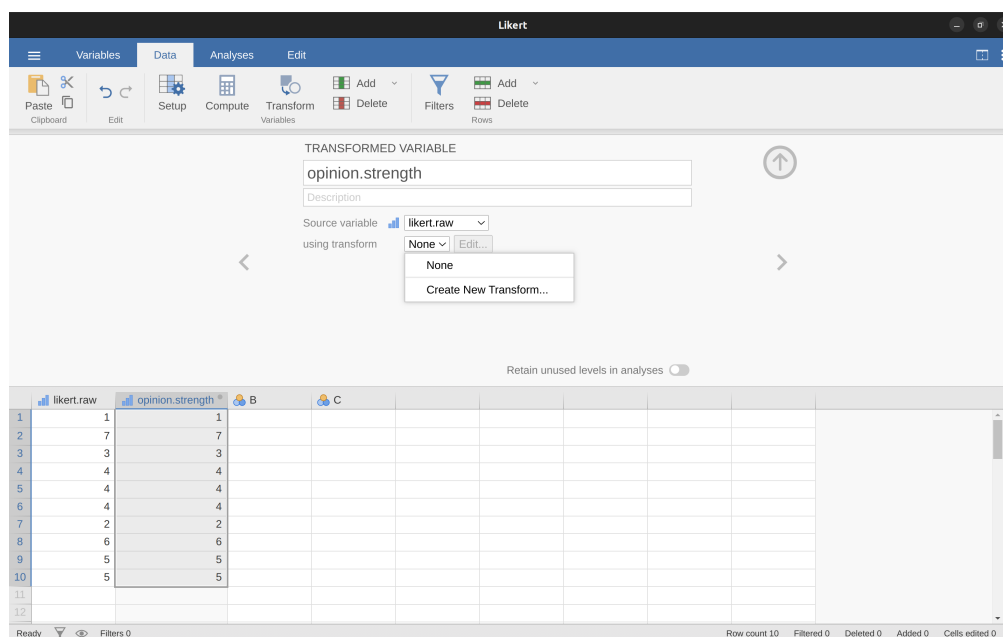 Likert
Variables Data Analyses Edit
Paste Setup Compute Transform Add Delete Filters Add Delete
Clipboard Edit Variables Rows
TRANSFORMED VARIABLE
opinion.strength
Description
Source variable likert.raw
using transform None Edit...
None
Create New Transform...
Retain unused levels in analyses
likert.raw opinion.strength B C
1 1 1
2 7 7
3 3 3
4 4 4
5 4 4
6 4 4
7 2 2
8 6 6
9 5 5
10 5 5
11
12
Ready Filters 0 Row count 10 Filtered 0 Deleted 0 Added 0 Cells edited 0